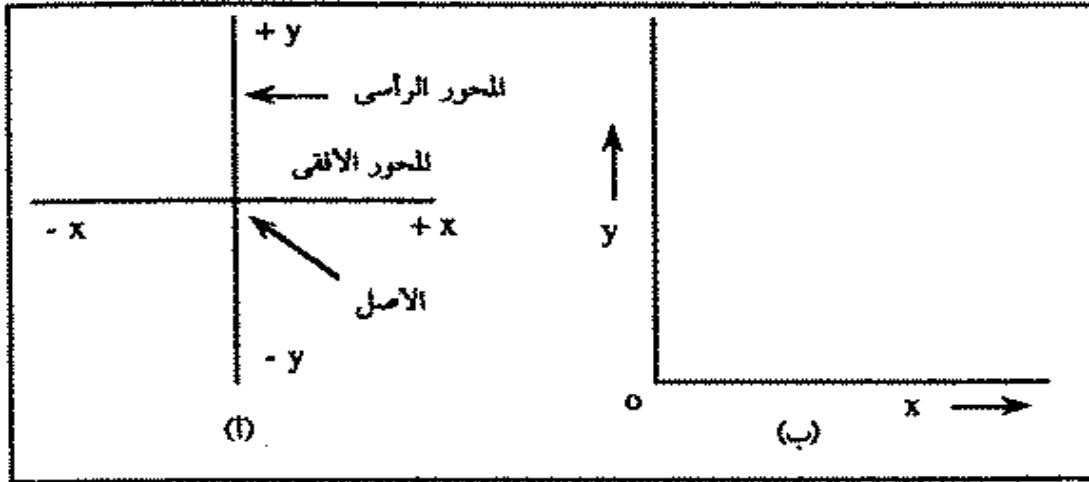 + y
المحور الرأسى
المحور الأفقى
- x
+ x
الأصل
- y
(أ)
y
o
x
(ب)